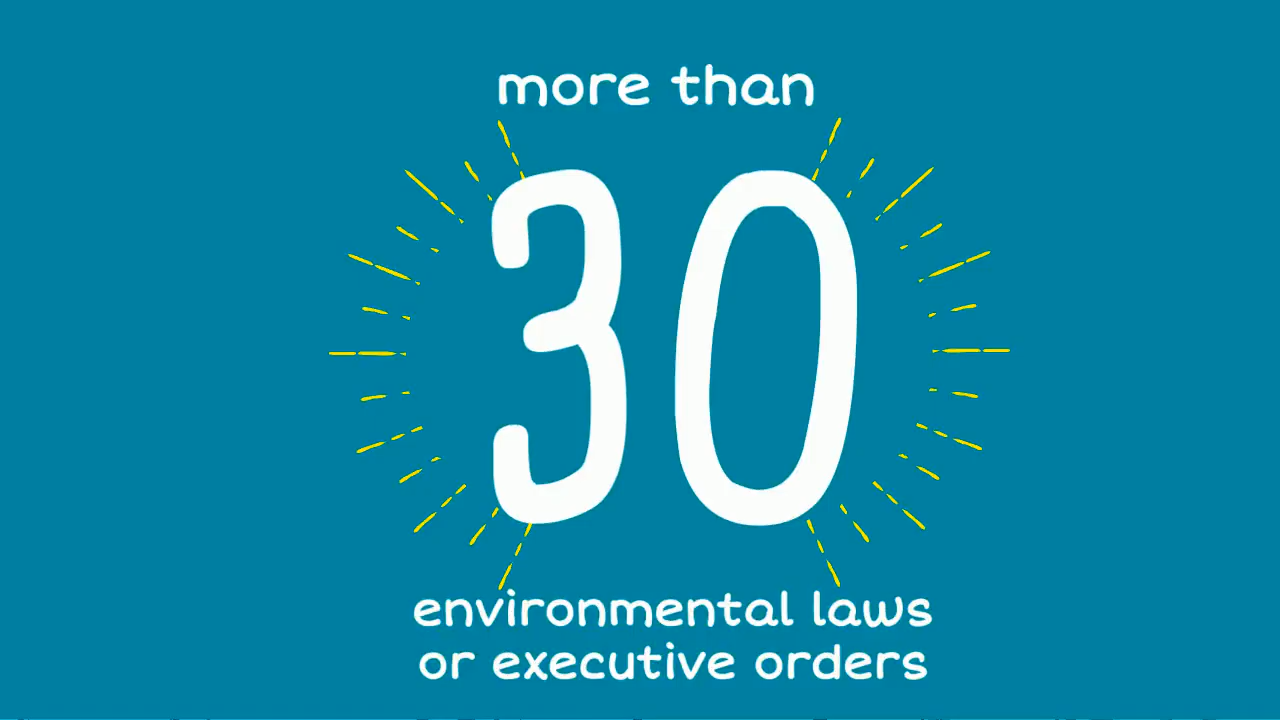 more than
30
environmental laws
or executive orders